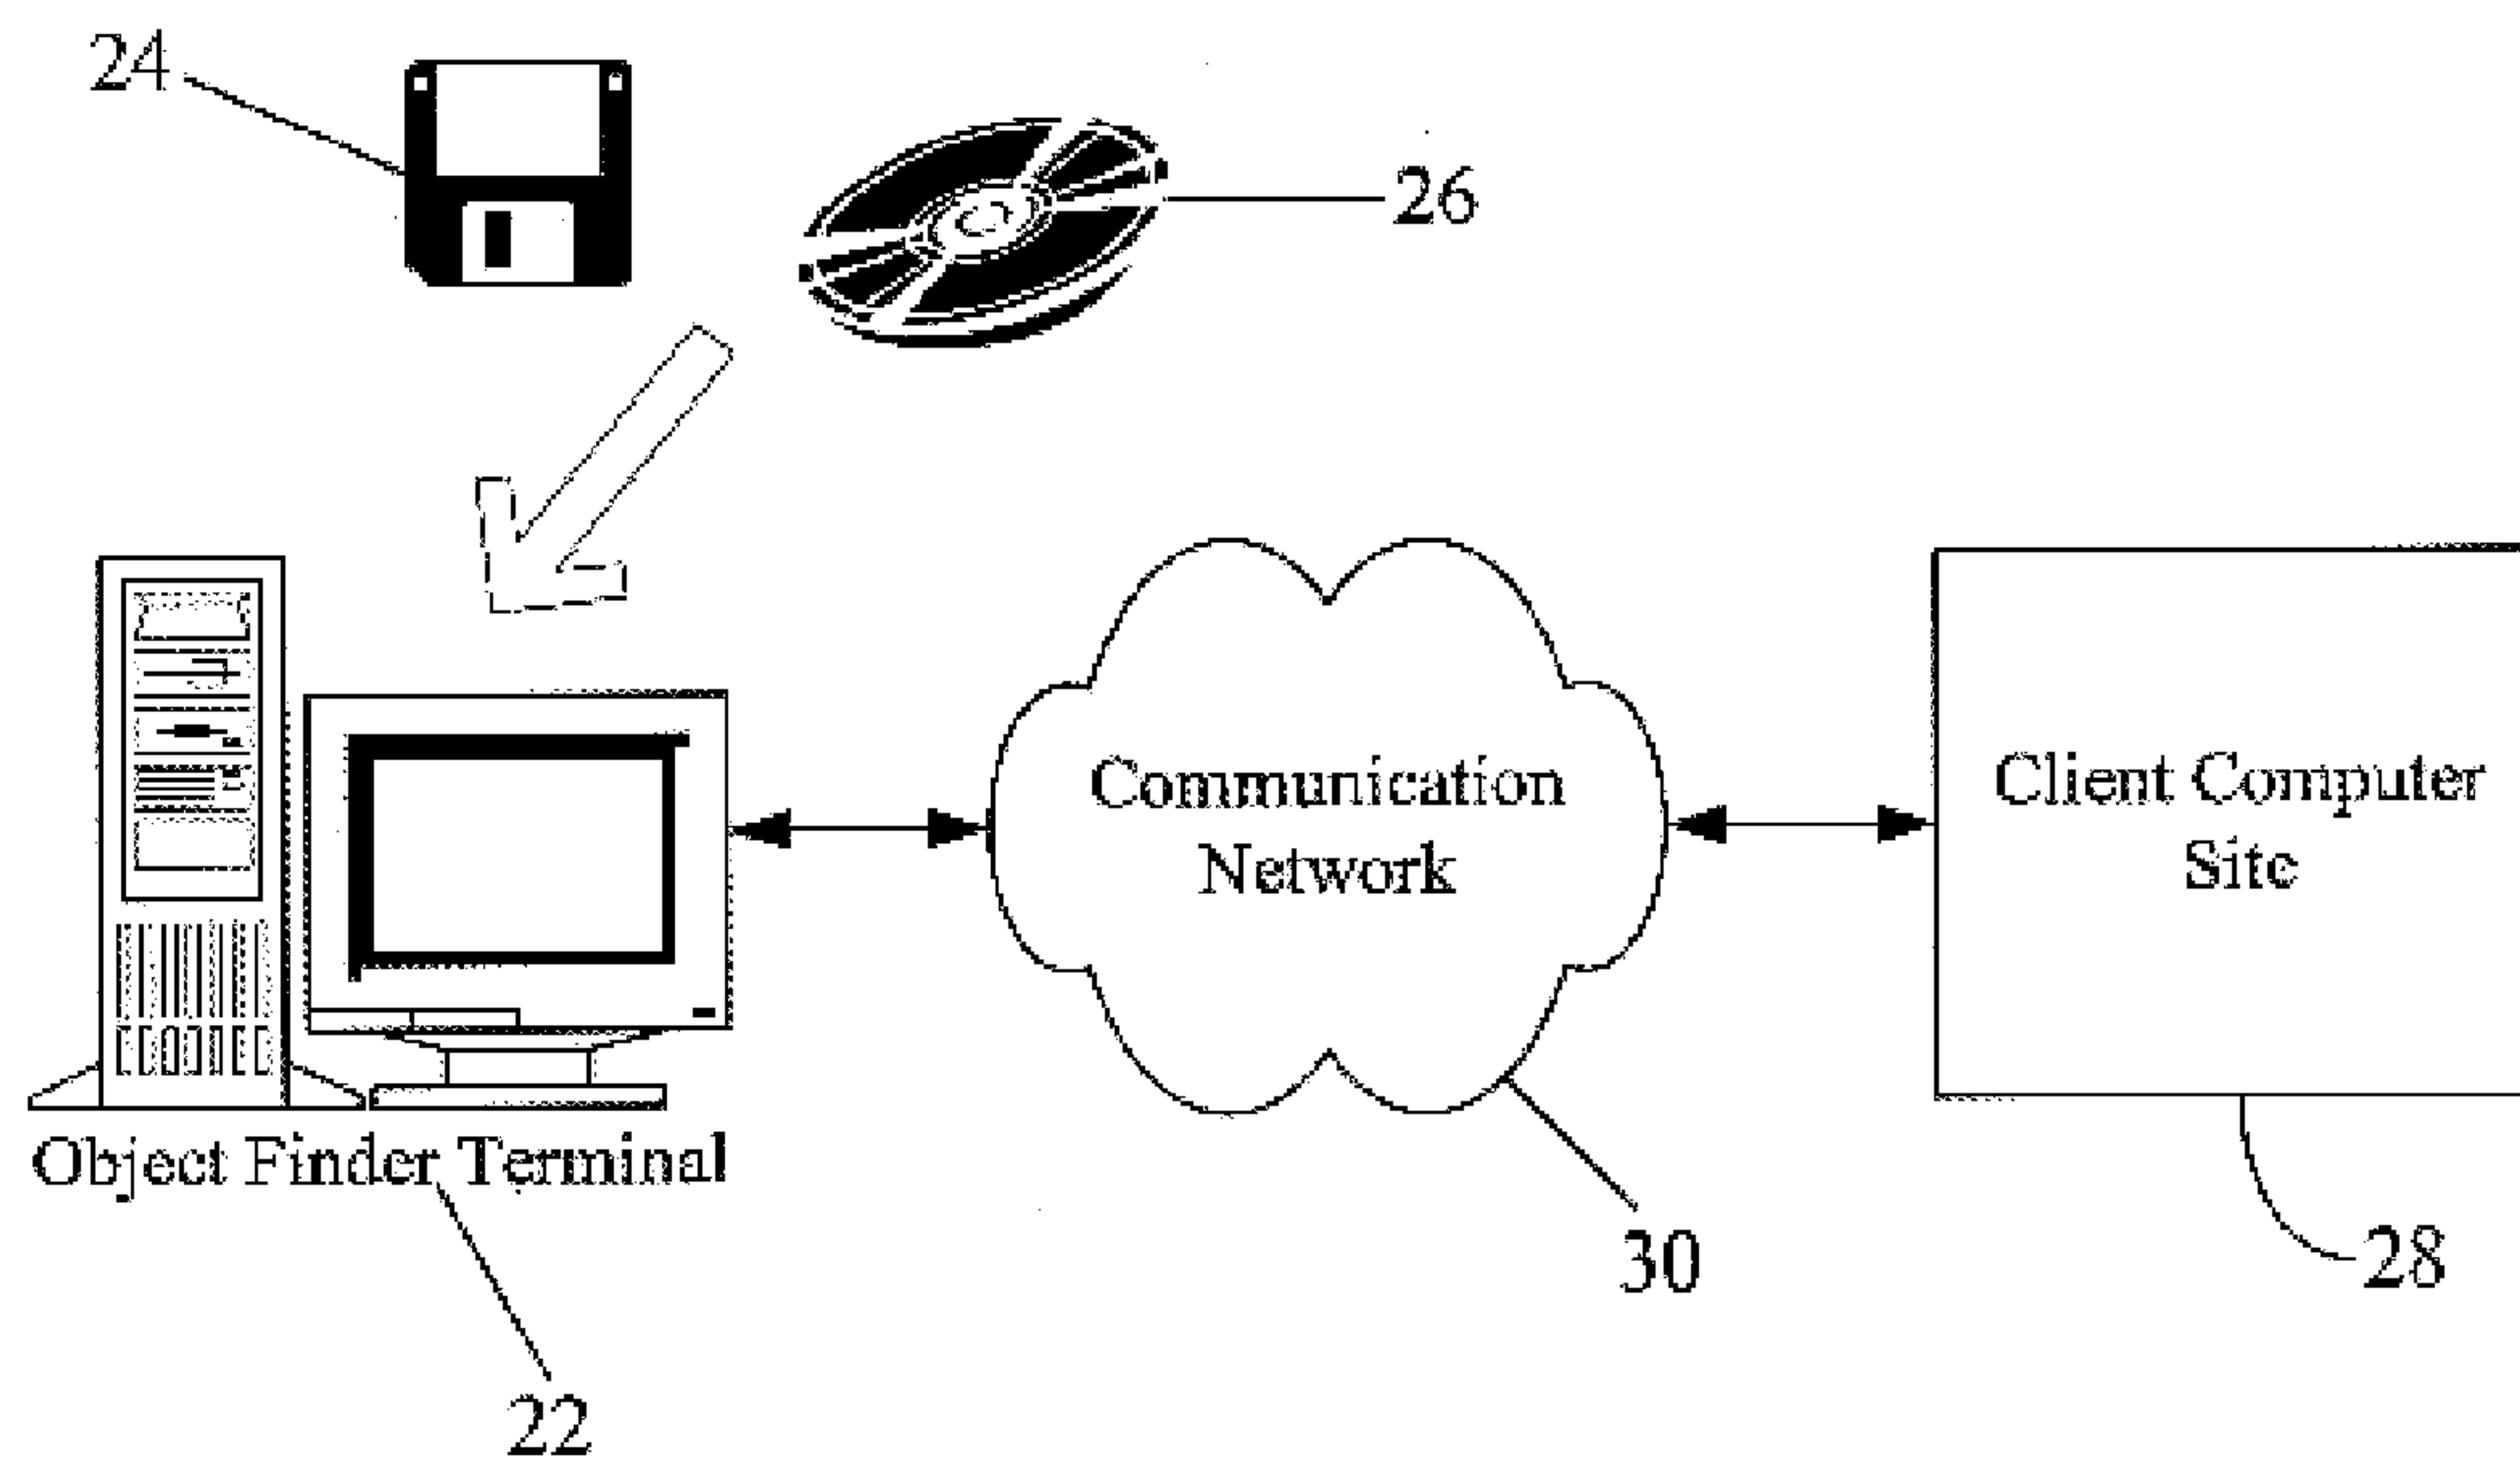 24
26
Communication
Network
Client Computer
Site
Object Finder Terminal
30
28
22